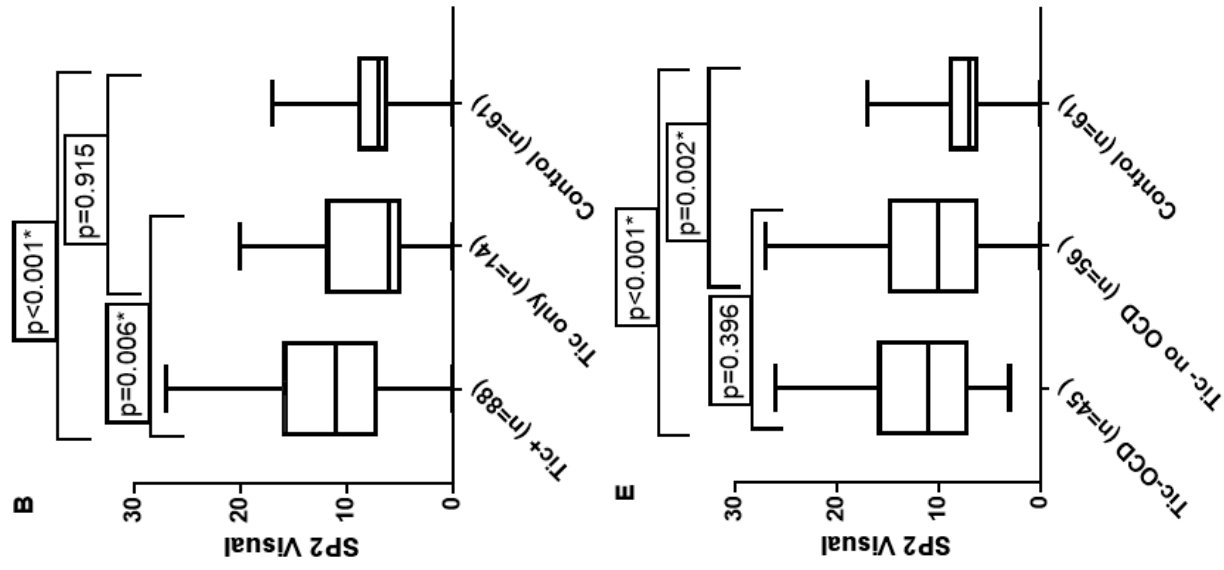 B
p<0.001*
p=0.915
p=0.006*
SP2 Visual
30
20
10
0
Tic+ (n=88)
Tic only (n=14)
Control (n=61)
E
p<0.001*
p=0.002*
p=0.396
SP2 Visual
30
20
10
0
Tic-OCD (n=45)
Tic- no OCD (n=56)
Control (n=61)